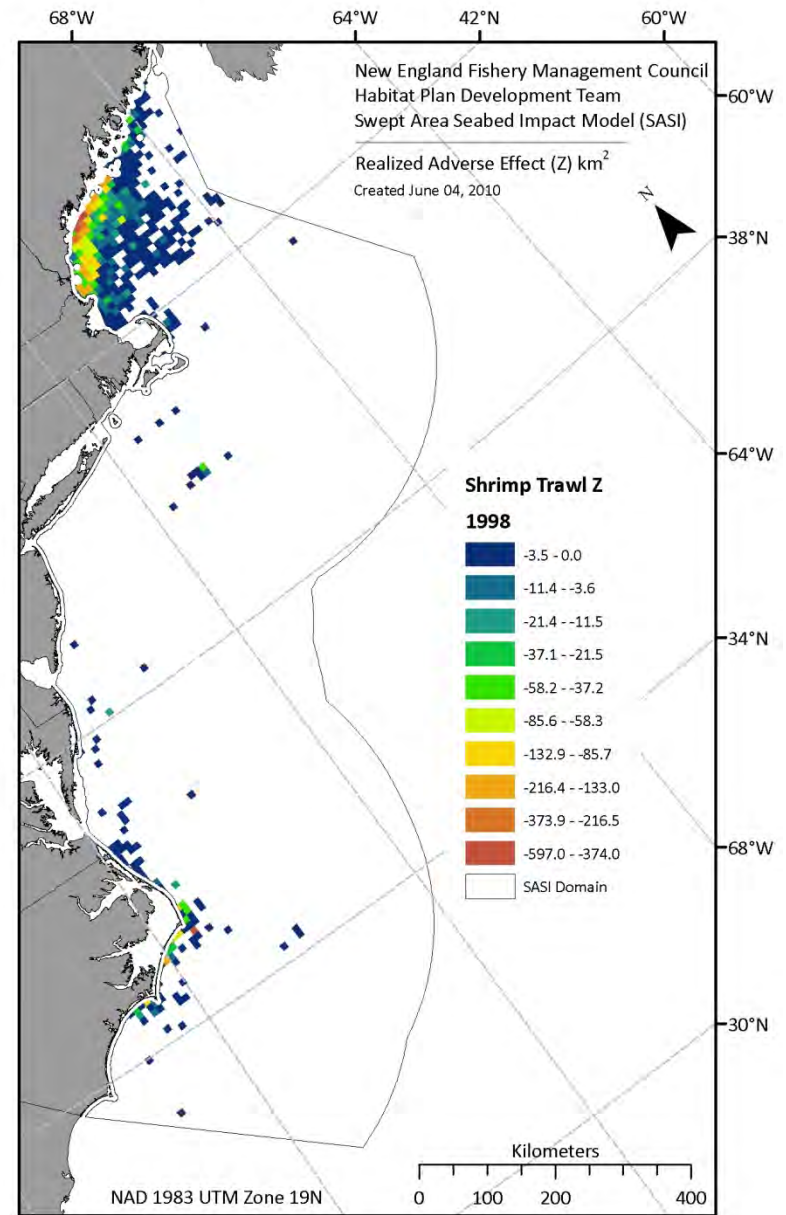 68°W 64°W 42°N 60°W
New England Fishery Management Council
Habitat Plan Development Team
Swept Area Seabed Impact Model (SASI)
Realized Adverse Effect (Z) km²
Created June 04, 2010
60°W
N
38°N
64°W
Shrimp Trawl Z
1998
-3.5 - 0.0
-11.4 - -3.6
-21.4 - -11.5
-37.1 - -21.5
-58.2 - -37.2
-85.6 - -58.3
-132.9 - -85.7
-216.4 - -133.0
-373.9 - -216.5
-597.0 - -374.0
SASI Domain
34°N
68°W
30°N
Kilometers
0 100 200 400
NAD 1983 UTM Zone 19N